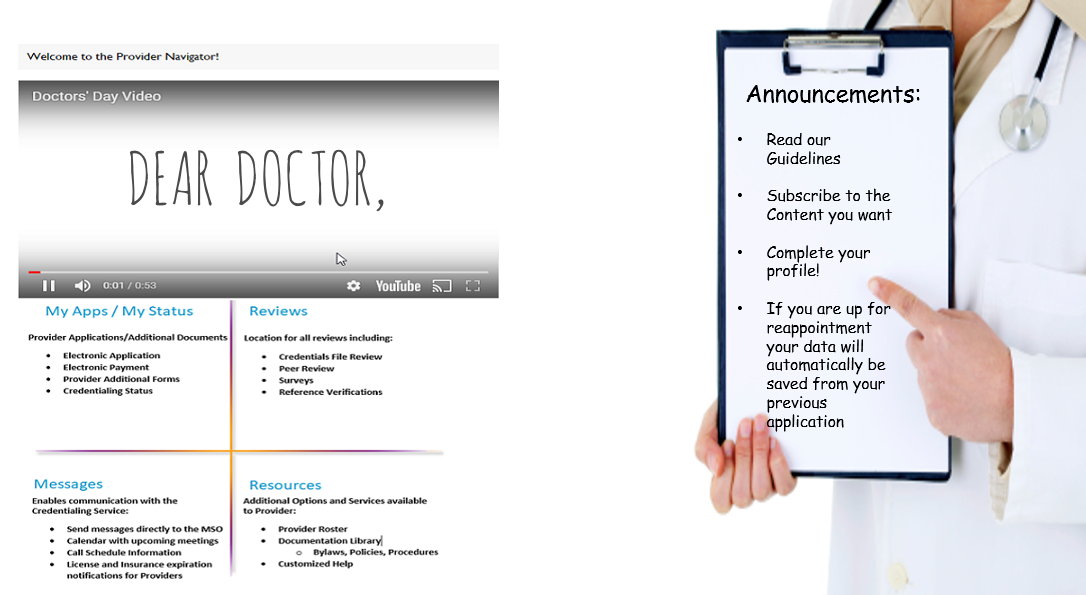 Welcome to the Provider Navigator!
Doctors' Day Video
DEAR DOCTOR,
0:01 / 0:53
YouTube
My Apps / My Status
Provider Applications/Additional Documents
• Electronic Application
• Electronic Payment
• Provider Additional Forms
• Credentialing Status
Reviews
Location for all reviews including:
• Credentials File Review
• Peer Review
• Surveys
• Reference Verifications
Messages
Enables communication with the
Credentialing Service:
• Send messages directly to the MSO
• Calendar with upcoming meetings
• Call Schedule Information
• License and Insurance expiration
notifications for Providers
Resources
Additional Options and Services available
to Provider:
• Provider Roster
• Documentation Library
o Bylaws, Policies, Procedures
• Customized Help
Announcements:
• Read our
Guidelines
• Subscribe to the
Content you want
• Complete your
profile!
• If you are up for
reappointment
your data will
automatically be
saved from your
previous
application